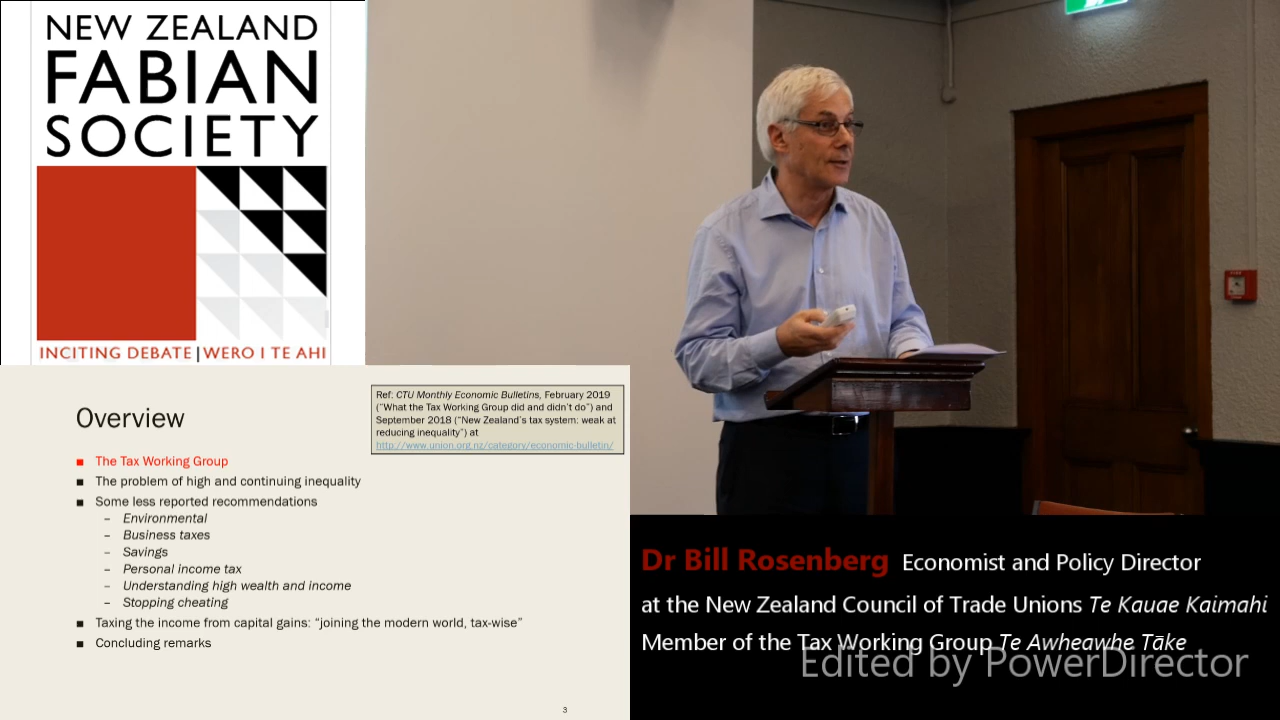 NEW ZEALAND
FABIAN
SOCIETY
INCITING DEBATE | WERO I TE AHI
Overview
Ref: CTU Monthly Economic Bulletins, February 2019
("What the Tax Working Group did and didn't do") and
September 2018 ("New Zealand's tax system: weak at
reducing inequality") at
http://www.union.org.nz/category/economic-bulletin/
■ The Tax Working Group
■ The problem of high and continuing inequality
■ Some less reported recommendations
– Environmental
– Business taxes
– Savings
– Personal income tax
– Understanding high wealth and income
– Stopping cheating
■ Taxing the income from capital gains: "joining the modern world, tax-wise"
■ Concluding remarks
3
Dr Bill Rosenberg Economist and Policy Director
at the New Zealand Council of Trade Unions Te Kauae Kaimahi
Member of the Tax Working Group Te Awheawhe Tāke
Edited by PowerDirector